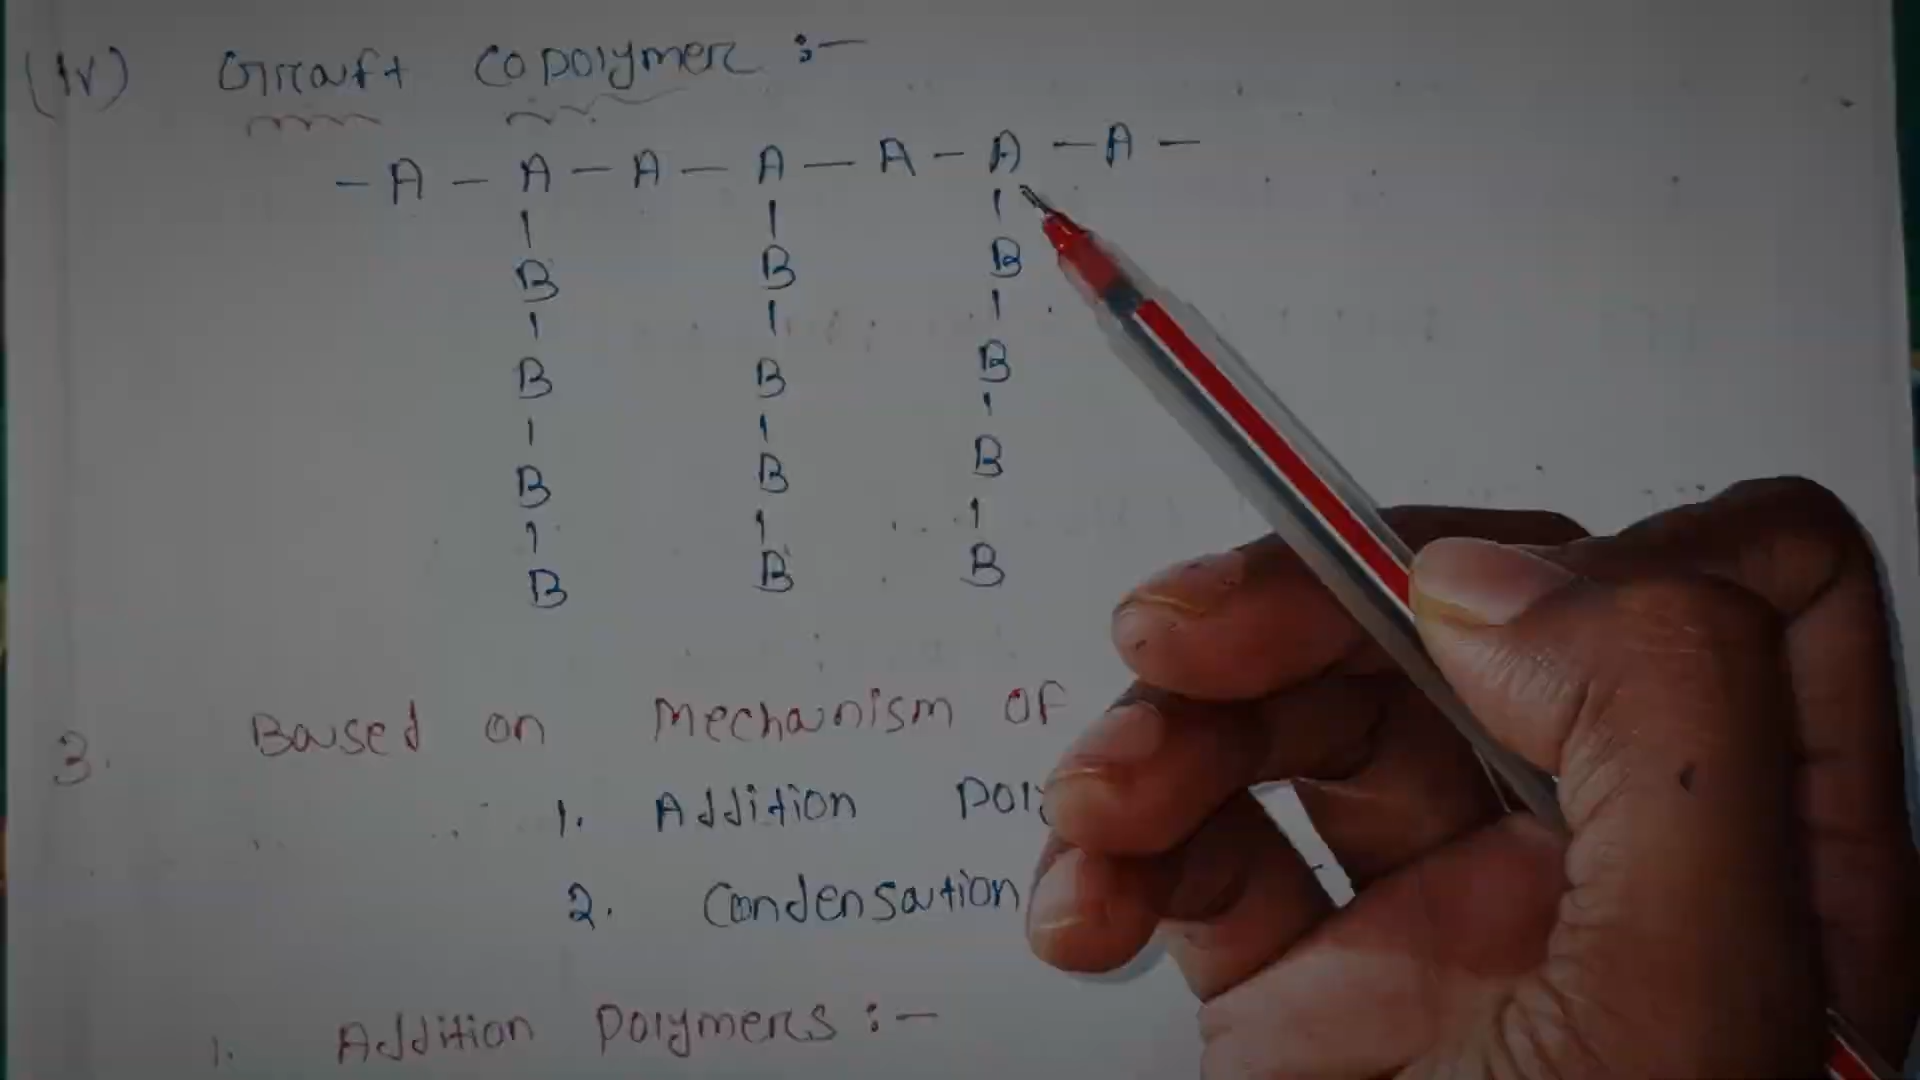 (iv) Graft Copolymer :-
- A - A - A - A - A - A - A -
| | |
B B B
| | |
B B B
| | |
B B B
| | |
B B B
3. Based on Mechanism of
1. Addition
2. Condensation
1. Addition Polymers :-